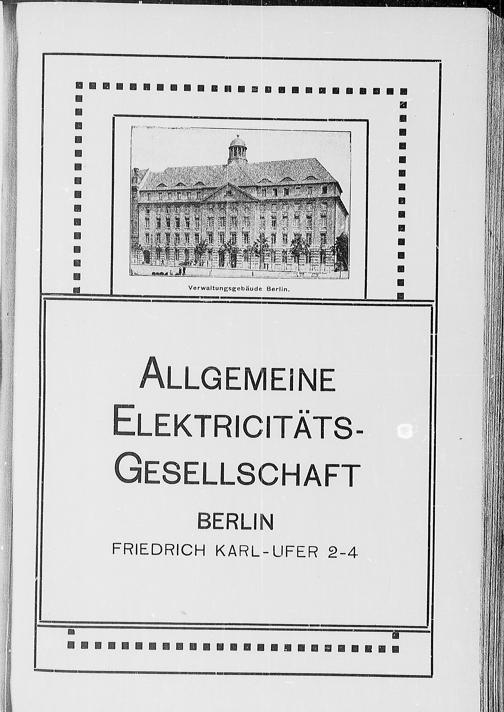 Verwaltungsgebäude Berlin.
ALLGEMEINE
ELEKTRICITÄTS-
GESELLSCHAFT
BERLIN
FRIEDRICH KARL-UFER 2-4